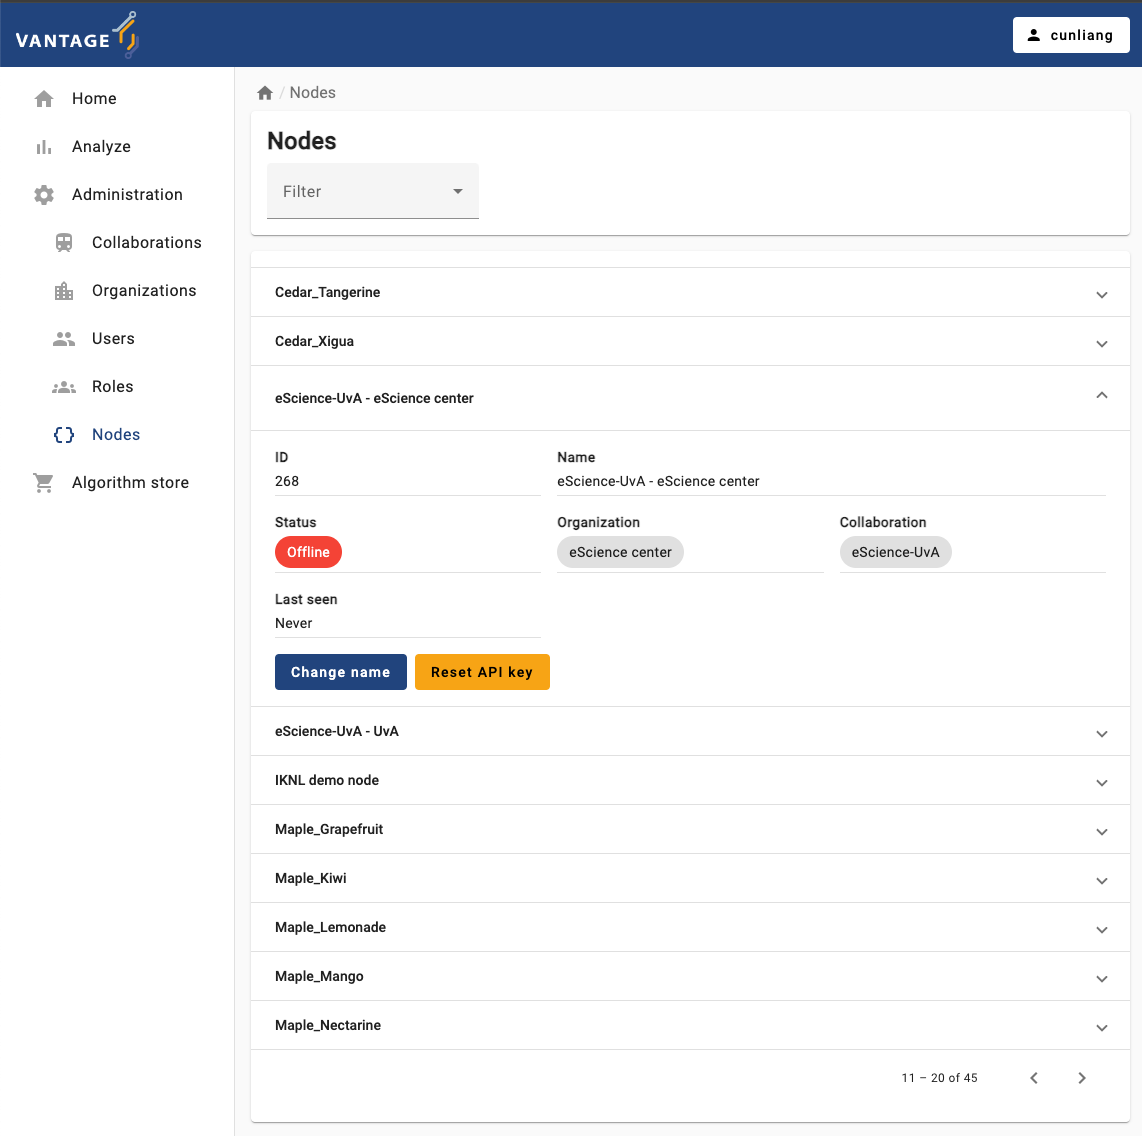 VANTAGE
cunliang
Home
Analyze
Administration
Collaborations
Organizations
Users
Roles
Nodes
Algorithm store
/ Nodes
Nodes
Filter
Cedar_Tangerine
Cedar_Xigua
eScience-UvA - eScience center
ID
268
Name
eScience-UvA - eScience center
Status
Offline
Organization
eScience center
Collaboration
eScience-UvA
Last seen
Never
Change name
Reset API key
eScience-UvA - UvA
IKNL demo node
Maple_Grapefruit
Maple_Kiwi
Maple_Lemonade
Maple_Mango
Maple_Nectarine
11 – 20 of 45